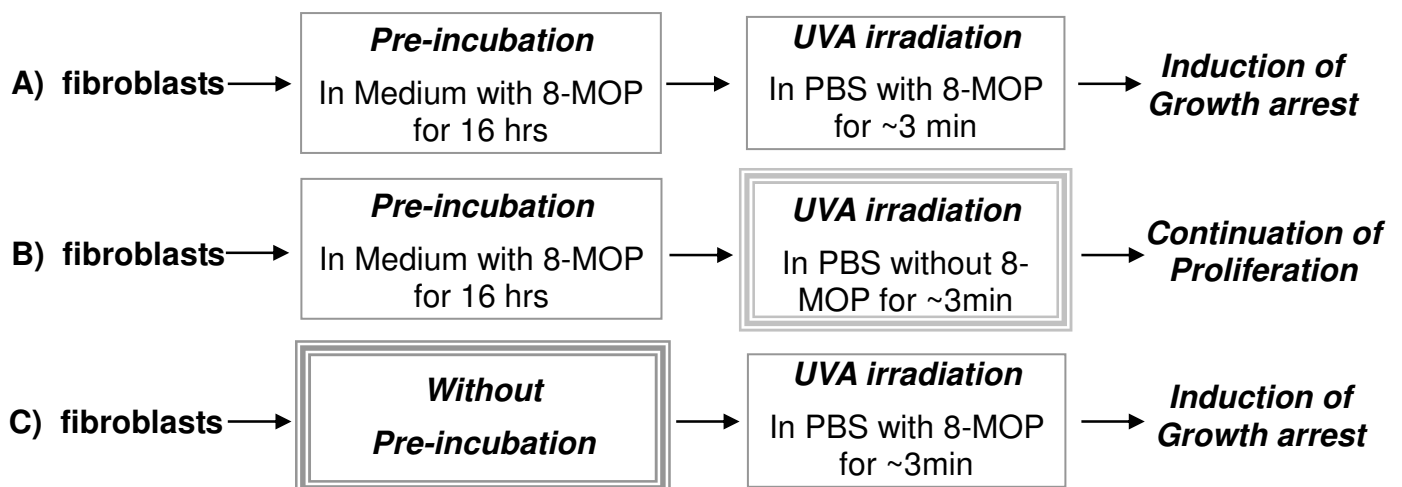 A) fibroblasts
Pre-incubation
In Medium with 8-MOP
for 16 hrs
UVA irradiation
In PBS with 8-MOP
for ~3 min
Induction of
Growth arrest
B) fibroblasts
Pre-incubation
In Medium with 8-MOP
for 16 hrs
UVA irradiation
In PBS without 8-
MOP for ~3min
Continuation of
Proliferation
C) fibroblasts
Without
Pre-incubation
UVA irradiation
In PBS with 8-MOP
for ~3min
Induction of
Growth arrest